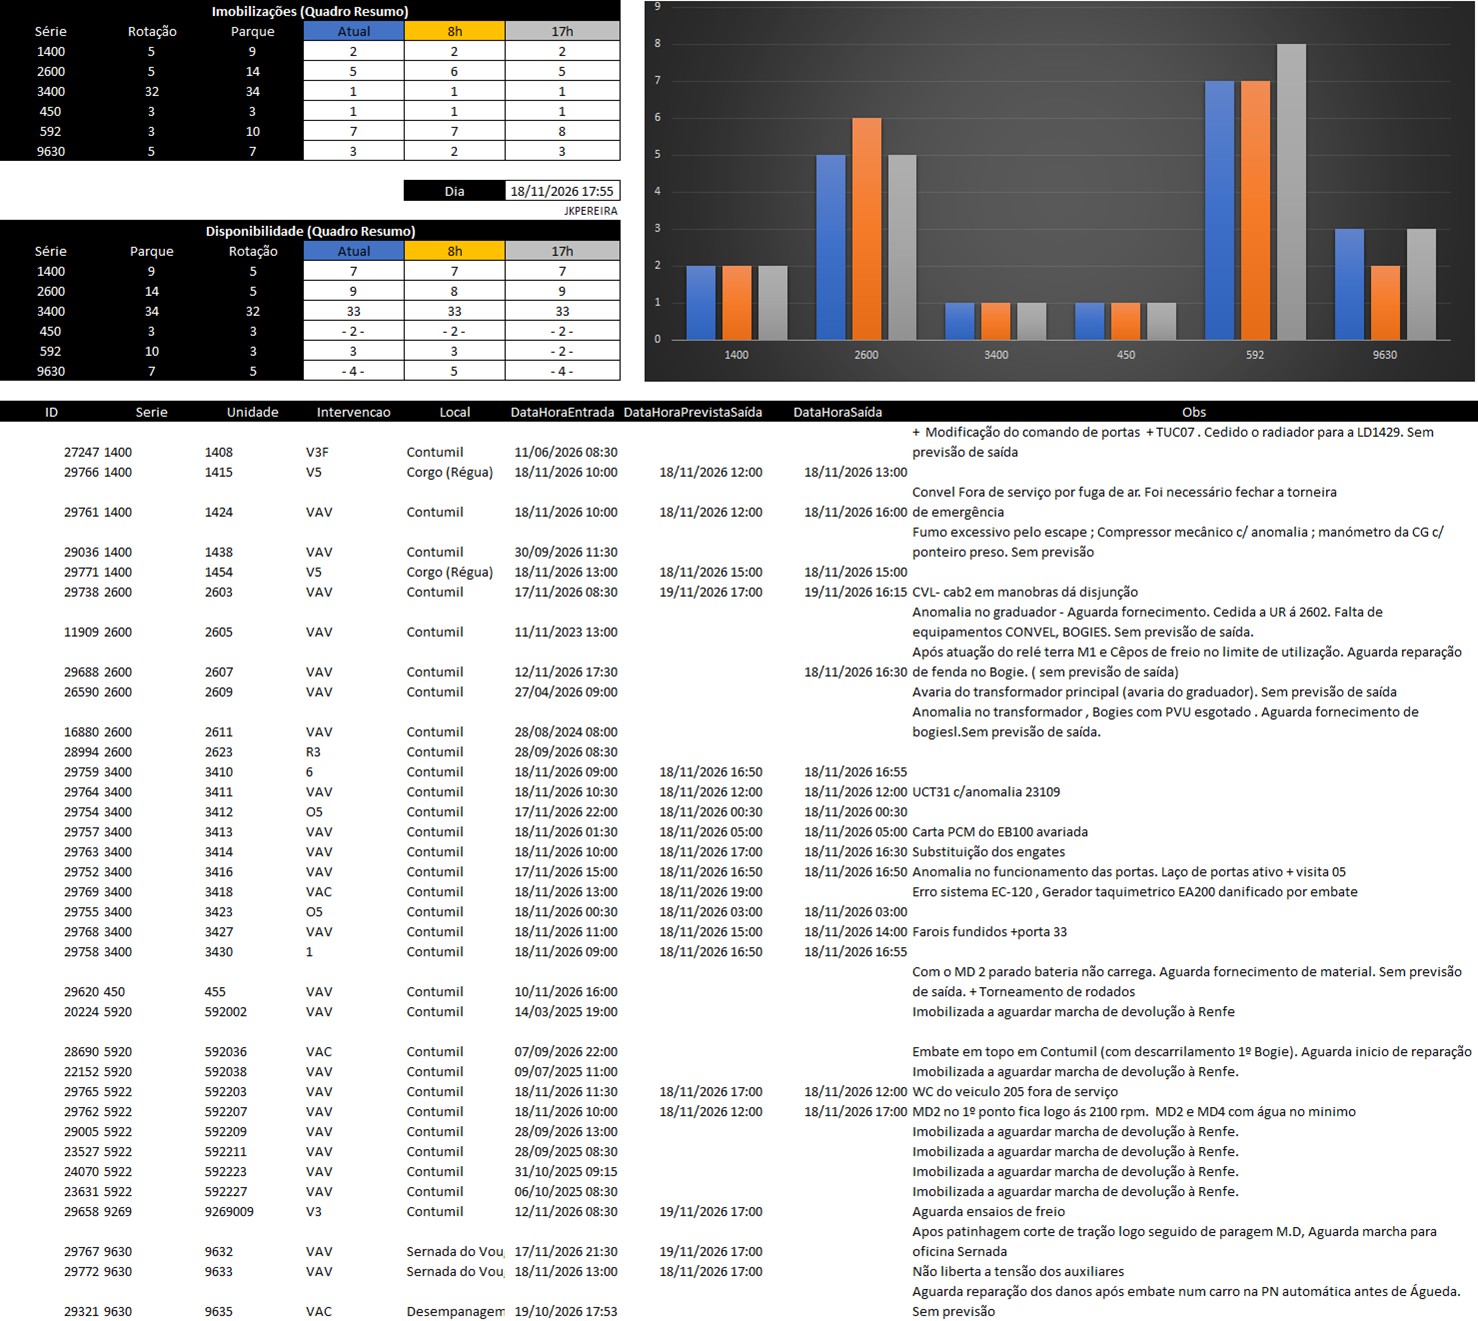 Imobilizações (Quadro Resumo)
Série Rotação Parque Atual 8h 17h
1400 5 9 2 2 2
2600 5 14 5 6 5
3400 32 34 1 1 1
450 3 3 1 1 1
592 3 10 7 7 8
9630 5 7 3 2 3
Dia 18/11/2026 17:55
JKPEREIRA
Disponibilidade (Quadro Resumo)
Série Parque Rotação Atual 8h 17h
1400 9 5 7 7 7
2600 14 5 9 8 9
3400 34 32 33 33 33
450 3 3 - 2 - - 2 - - 2 -
592 10 3 3 3 - 2 -
9630 7 5 - 4 - 5 - 4 -
9
8
7
6
5
4
3
2
1
0
1400 2600 3400 450 592 9630
ID Serie Unidade Intervencao Local DataHoraEntrada DataHoraPrevistaSaída DataHoraSaída Obs
+ Modificação do comando de portas + TUC07 . Cedido o radiador para a LD1429. Sem
27247 1400 1408 V3F Contumil 11/06/2026 08:30 previsão de saída
29766 1400 1415 V5 Corgo (Régua) 18/11/2026 10:00 18/11/2026 12:00 18/11/2026 13:00
Convel Fora de serviço por fuga de ar. Foi necessário fechar a torneira
29761 1400 1424 VAV Contumil 18/11/2026 10:00 18/11/2026 12:00 18/11/2026 16:00 de emergência
Fumo excessivo pelo escape ; Compressor mecânico c/ anomalia ; manómetro da CG c/
29036 1400 1438 VAV Contumil 30/09/2026 11:30 ponteiro preso. Sem previsão
29771 1400 1454 V5 Corgo (Régua) 18/11/2026 13:00 18/11/2026 15:00 18/11/2026 15:00
29738 2600 2603 VAV Contumil 17/11/2026 08:30 19/11/2026 17:00 19/11/2026 16:15 CVL- cab2 em manobras dá disjunção
Anomalia no graduador - Aguarda fornecimento. Cedida a UR á 2602. Falta de
11909 2600 2605 VAV Contumil 11/11/2023 13:00 equipamentos CONVEL, BOGIES. Sem previsão de saída.
Após atuação do relé terra M1 e Cêpos de freio no limite de utilização. Aguarda reparação
29688 2600 2607 VAV Contumil 12/11/2026 17:30 18/11/2026 16:30 de fenda no Bogie. ( sem previsão de saída)
26590 2600 2609 VAV Contumil 27/04/2026 09:00 Avaria do transformador principal (avaria do graduador). Sem previsão de saída
Anomalia no transformador , Bogies com PVU esgotado . Aguarda fornecimento de
16880 2600 2611 VAV Contumil 28/08/2024 08:00 bogiesl.Sem previsão de saída.
28994 2600 2623 R3 Contumil 28/09/2026 08:30
29759 3400 3410 6 Contumil 18/11/2026 09:00 18/11/2026 16:50 18/11/2026 16:55
29764 3400 3411 VAV Contumil 18/11/2026 10:30 18/11/2026 12:00 18/11/2026 12:00 UCT31 c/anomalia 23109
29754 3400 3412 O5 Contumil 17/11/2026 22:00 18/11/2026 00:30 18/11/2026 00:30
29757 3400 3413 VAV Contumil 18/11/2026 01:30 18/11/2026 05:00 18/11/2026 05:00 Carta PCM do EB100 avariada
29763 3400 3414 VAV Contumil 18/11/2026 10:00 18/11/2026 17:00 18/11/2026 16:30 Substituição dos engates
29752 3400 3416 VAV Contumil 17/11/2026 15:00 18/11/2026 16:50 18/11/2026 16:50 Anomalia no funcionamento das portas. Laço de portas ativo + visita 05
29769 3400 3418 VAC Contumil 18/11/2026 13:00 18/11/2026 19:00 Erro sistema EC-120 , Gerador taquimetrico EA200 danificado por embate
29755 3400 3423 O5 Contumil 18/11/2026 00:30 18/11/2026 03:00 18/11/2026 03:00
29768 3400 3427 VAV Contumil 18/11/2026 11:00 18/11/2026 15:00 18/11/2026 14:00 Farois fundidos +porta 33
29758 3400 3430 1 Contumil 18/11/2026 09:00 18/11/2026 16:50 18/11/2026 16:55
Com o MD 2 parado bateria não carrega. Aguarda fornecimento de material. Sem previsão
29620 450 455 VAV Contumil 10/11/2026 16:00 de saída. + Torneamento de rodados
20224 5920 592002 VAV Contumil 14/03/2025 19:00 Imobilizada a aguardar marcha de devolução à Renfe
28690 5920 592036 VAC Contumil 07/09/2026 22:00 Embate em topo em Contumil (com descarrilamento 1º Bogie). Aguarda inicio de reparação
22152 5920 592038 VAV Contumil 09/07/2025 11:00 Imobilizada a aguardar marcha de devolução à Renfe.
29765 5922 592203 VAV Contumil 18/11/2026 11:30 18/11/2026 17:00 18/11/2026 12:00 WC do veiculo 205 fora de serviço
29762 5922 592207 VAV Contumil 18/11/2026 10:00 18/11/2026 12:00 18/11/2026 17:00 MD2 no 1º ponto fica logo ás 2100 rpm. MD2 e MD4 com água no minimo
29005 5922 592209 VAV Contumil 28/09/2026 13:00 Imobilizada a aguardar marcha de devolução à Renfe.
23527 5922 592211 VAV Contumil 28/09/2025 08:30 Imobilizada a aguardar marcha de devolução à Renfe.
24070 5922 592223 VAV Contumil 31/10/2025 09:15 Imobilizada a aguardar marcha de devolução à Renfe.
23631 5922 592227 VAV Contumil 06/10/2025 08:30 Imobilizada a aguardar marcha de devolução à Renfe.
29658 9269 9269009 V3 Contumil 12/11/2026 08:30 19/11/2026 17:00 Aguarda ensaios de freio
Apos patinhagem corte de tração logo seguido de paragem M.D, Aguarda marcha para
29767 9630 9632 VAV Sernada do Vou 17/11/2026 21:30 19/11/2026 17:00 oficina Sernada
29772 9630 9633 VAV Sernada do Vou 18/11/2026 13:00 18/11/2026 17:00 Não liberta a tensão dos auxiliares
Aguarda reparação dos danos após embate num carro na PN automática antes de Águeda.
29321 9630 9635 VAC Desempanagem 19/10/2026 17:53 Sem previsão